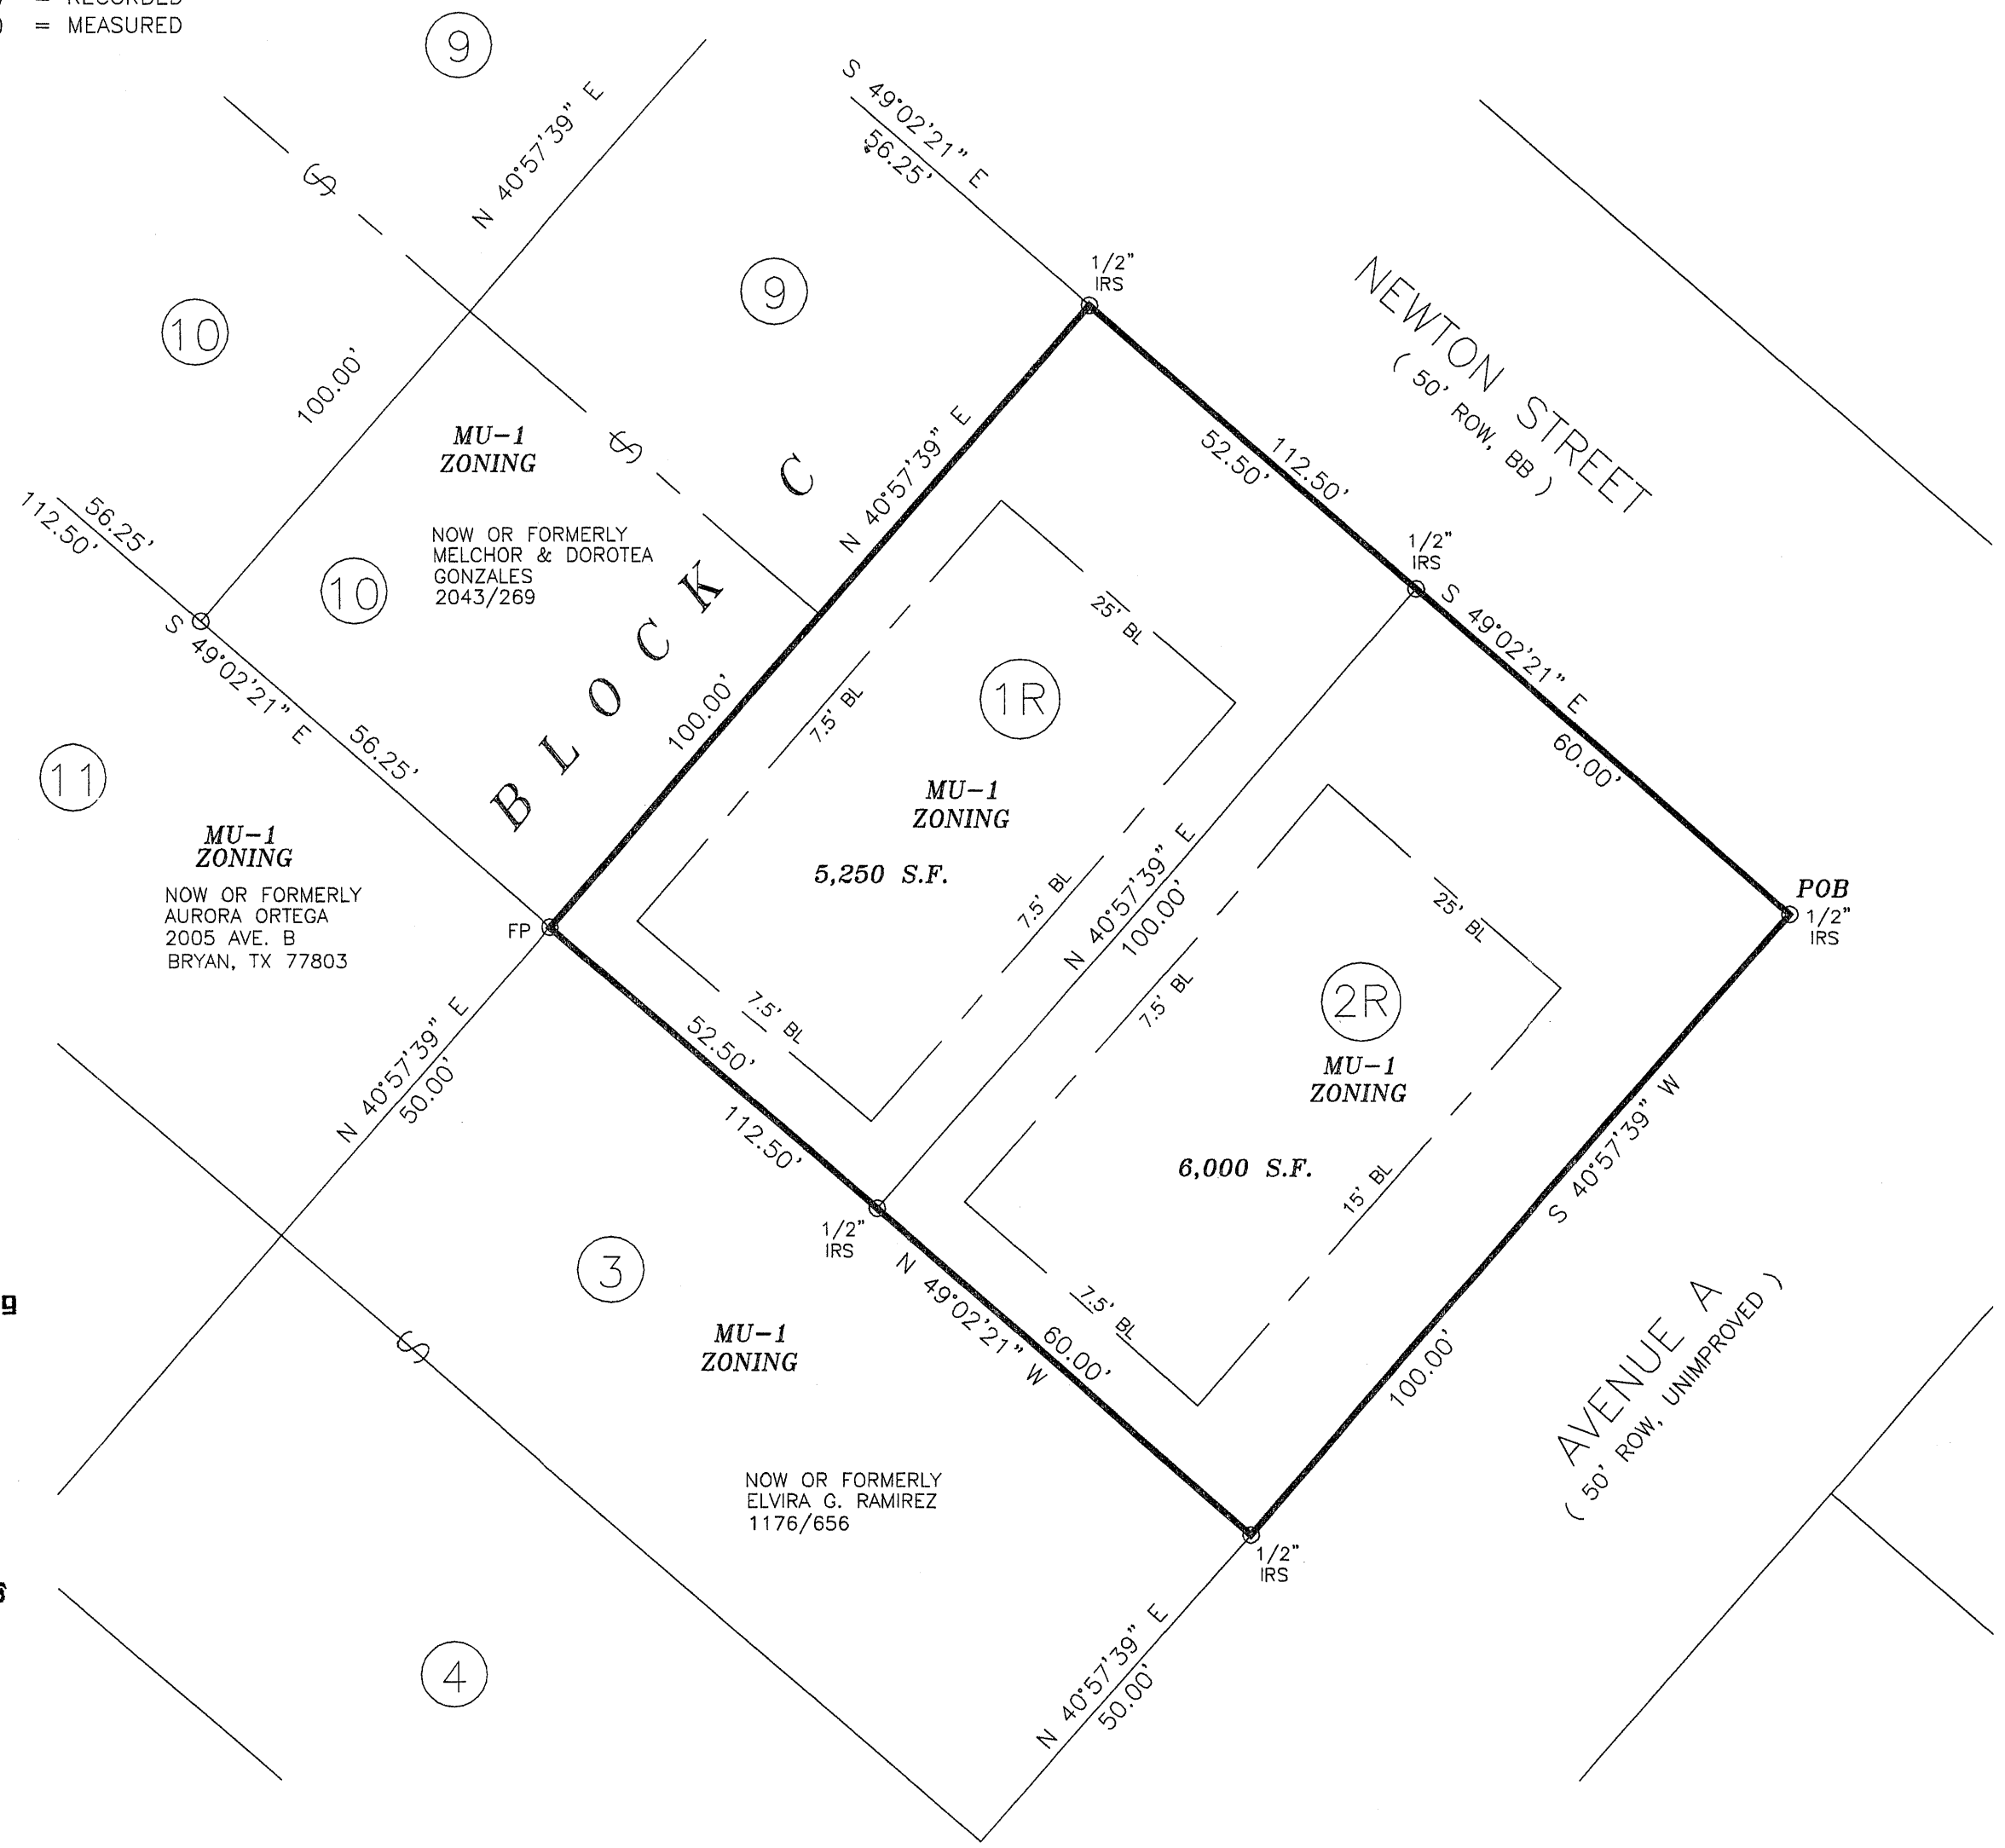 = RECORDED
= MEASURED
9
S 49°02'21" E
56.25'
N 40°57'39" E
1/2"
IRS
9
10
100.00'
NEWTON STREET
( 50' ROW, BB )
MU-1
ZONING
N 40°57'39" E
52.50'
112.50'
56.25'
112.50'
NOW OR FORMERLY
MELCHOR & DOROTEA
GONZALES
2043/269
10
BLOCK C
1/2"
IRS
S 49°02'21" E
25' BL
S 49°02'21" E
1R
7.5' BL
100.00'
60.00'
56.25'
11
MU-1
ZONING
MU-1
ZONING
5,250 S.F.
N 40°57'39" E
100.00'
7.5' BL
NOW OR FORMERLY
AURORA ORTEGA
2005 AVE. B
BRYAN, TX 77803
FP
25' BL
POB
1/2"
IRS
7.5' BL
7.5' BL
2R
52.50'
112.50'
N 40°57'39" E
50.00'
MU-1
ZONING
6,000 S.F.
15' BL
S 40°57'39" W
100.00'
1/2"
IRS
3
N 49°02'21" W
60.00'
7.5' BL
S
MU-1
ZONING
AVENUE A
( 50' ROW, UNIMPROVED )
NOW OR FORMERLY
ELVIRA G. RAMIREZ
1176/656
1/2"
IRS
4
N 40°57'39" E
50.00'